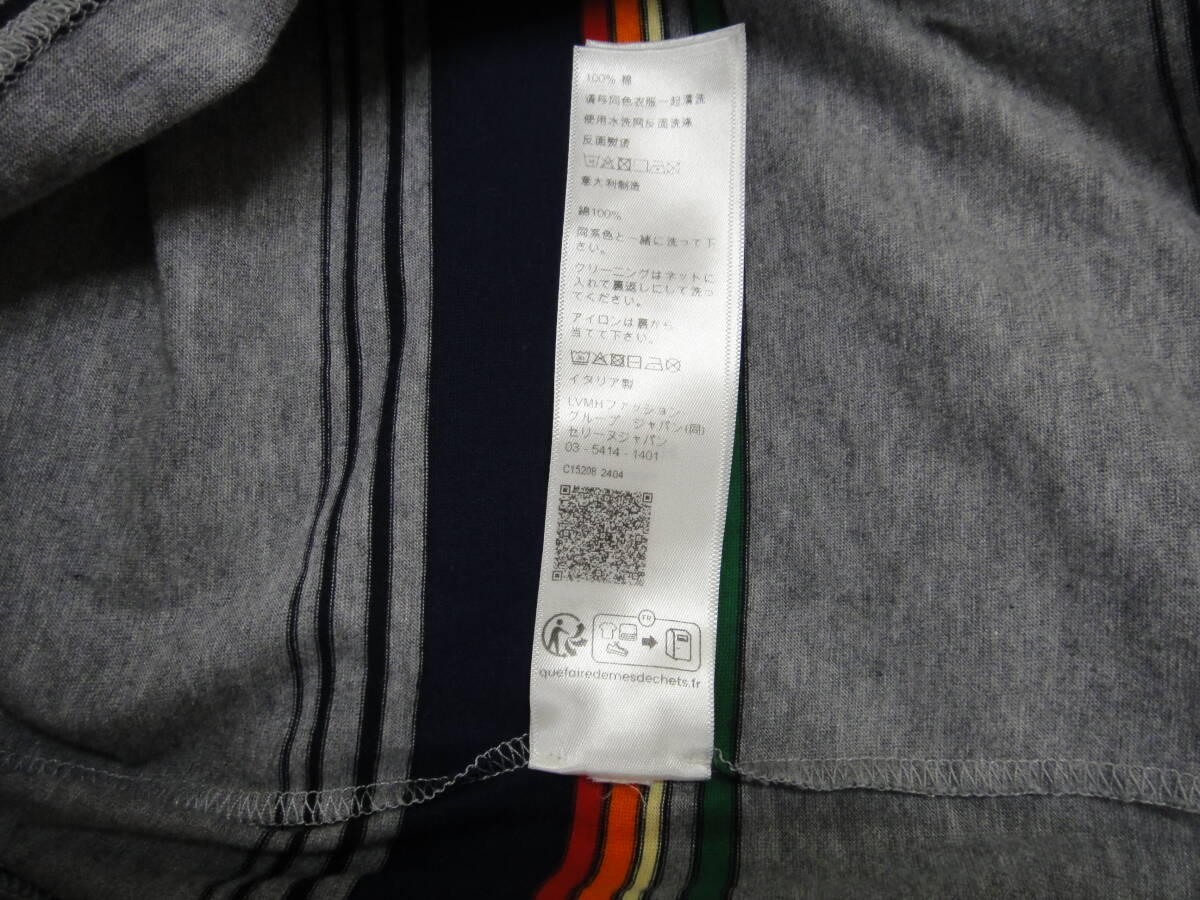 100% 棉
请与同色衣服一起清洗
使用水洗网反面洗涤
反面熨烫
意大利制造
綿100%
同系色と一緒に洗って下
さい。
クリーニングはネットに
入れて裏返しにして洗っ
てください。
アイロンは裏から
当てて下さい。
イタリア製
LVMHファッション
グループ ジャパン(同)
セリーヌジャパン
03 - 5414 - 1401
C15208 2404
FR
quefairedemesdechets.fr